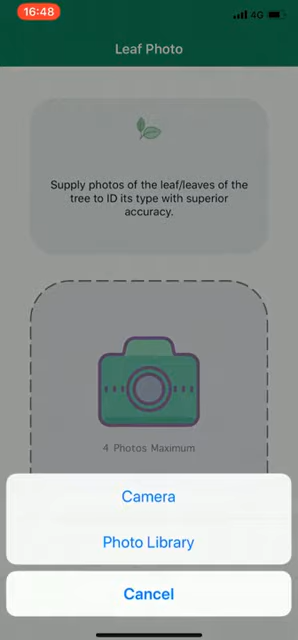 16:48
4G
Leaf Photo
Supply photos of the leaf/leaves of the
tree to ID its type with superior
accuracy.
4 Photos Maximum
Camera
Photo Library
Cancel